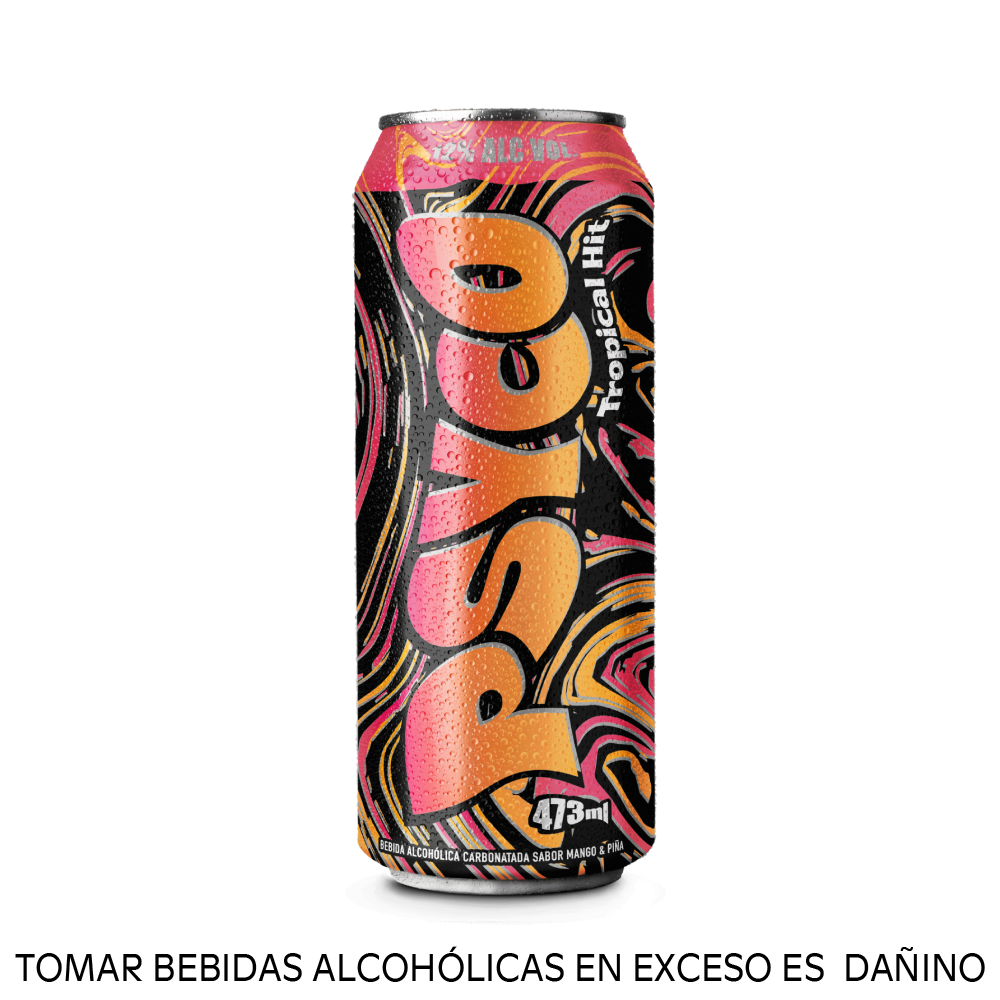 12% ALC VOL.
PSYCO
Tropical Hit
473ml
BEBIDA ALCOHÓLICA CARBONATADA SABOR MANGO & PIÑA
TOMAR BEBIDAS ALCOHÓLICAS EN EXCESO ES DAÑINO